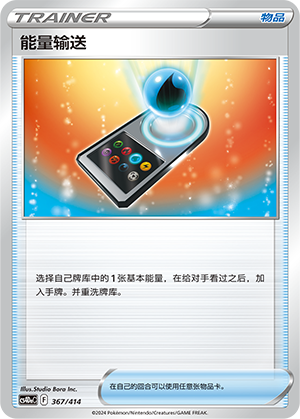 TRAINER 物品
能量输送
选择自己牌库中的1张基本能量，在给对手看过之后，加
入手牌。并重洗牌库。
Illus.Studio Bora Inc.
F 367/414
在自己的回合可以使用任意张物品卡。
©2024 Pokémon/Nintendo/Creatures/GAME FREAK.